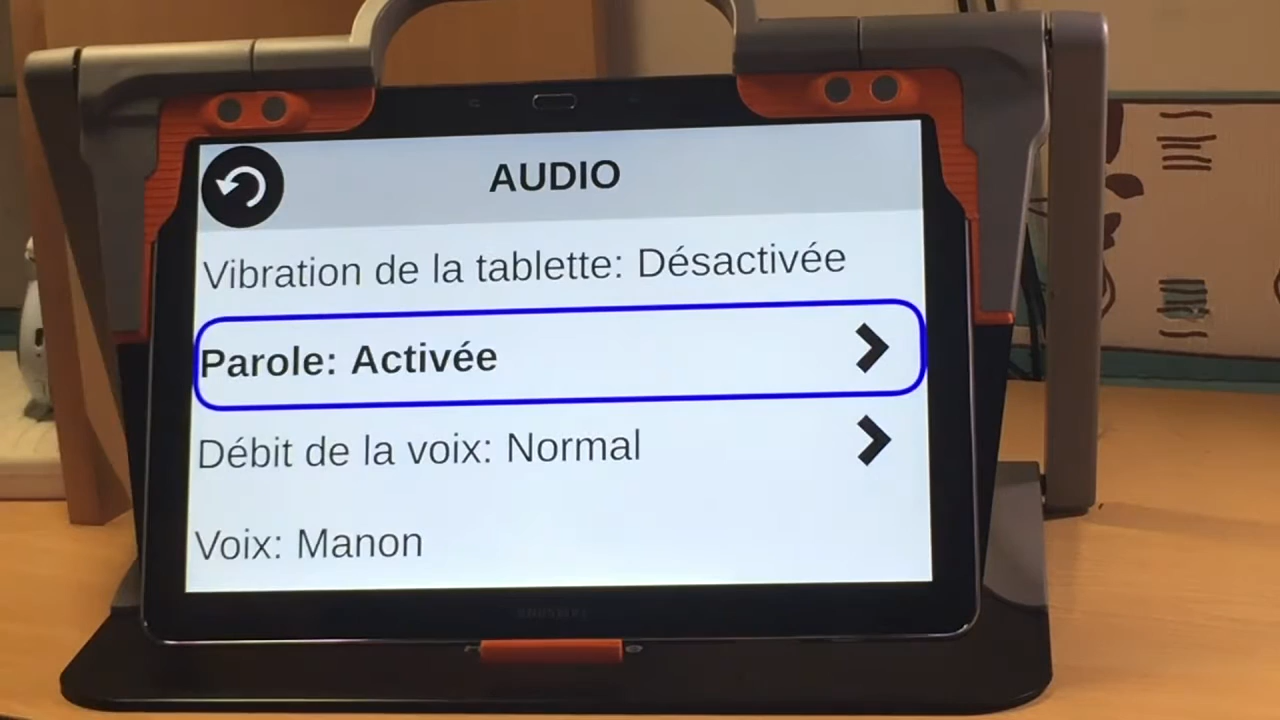 AUDIO
Vibration de la tablette: Désactivée
Parole: Activée
Débit de la voix: Normal
Voix: Manon